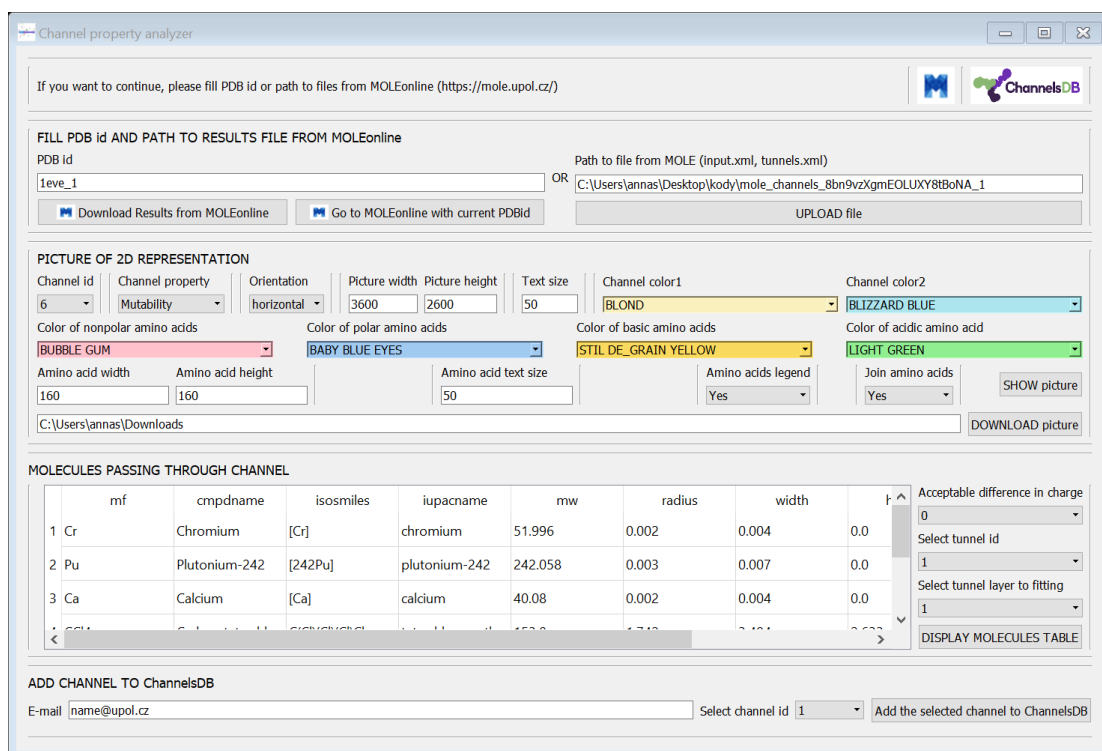 Channel property analyzer
If you want to continue, please fill PDB id or path to files from MOLEonline (https://mole.upol.cz/)
ChannelsDB
FILL PDB id AND PATH TO RESULTS FILE FROM MOLEonline
PDB id
Path to file from MOLE (input.xml, tunnels.xml)
1eve_1
OR
C:\Users\annas\Desktop\kody\mole_channels_8bn9vzXgmEOLUXY8tBoNA_1
Download Results from MOLEonline
Go to MOLEonline with current PDBid
UPLOAD file
PICTURE OF 2D REPRESENTATION
Channel id Channel property Orientation Picture width Picture height Text size Channel color1 Channel color2
6 Mutability horizontal 3600 2600 50 BLOND BLIZZARD BLUE
Color of nonpolar amino acids Color of polar amino acids Color of basic amino acids Color of acidic amino acid
BUBBLE GUM BABY BLUE EYES STIL DE_GRAIN YELLOW LIGHT GREEN
Amino acid width Amino acid height Amino acid text size Amino acids legend Join amino acids
160 160 50 Yes Yes SHOW picture
C:\Users\annas\Downloads DOWNLOAD picture
MOLECULES PASSING THROUGH CHANNEL
mf cmpdname isosmiles iupacname mw radius width
1 Cr Chromium [Cr] chromium 51.996 0.002 0.004 0.0
2 Pu Plutonium-242 [242Pu] plutonium-242 242.058 0.003 0.007 0.0
3 Ca Calcium [Ca] calcium 40.08 0.002 0.004 0.0
Acceptable difference in charge
0
Select tunnel id
1
Select tunnel layer to fitting
1
DISPLAY MOLECULES TABLE
ADD CHANNEL TO ChannelsDB
E-mail name@upol.cz Select channel id 1 Add the selected channel to ChannelsDB